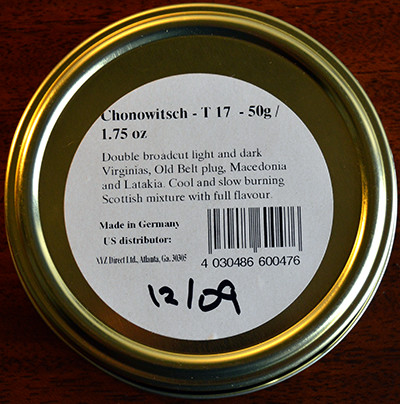 Chonowitsch - T 17 - 50g /
1.75 oz
Double broadcut light and dark
Virginias, Old Belt plug, Macedonia
and Latakia. Cool and slow burning
Scottish mixture with full flavour.
Made in Germany
US distributor:
Direct Ltd., Atlanta, Ga. 30305
4 030486 600476
12/09